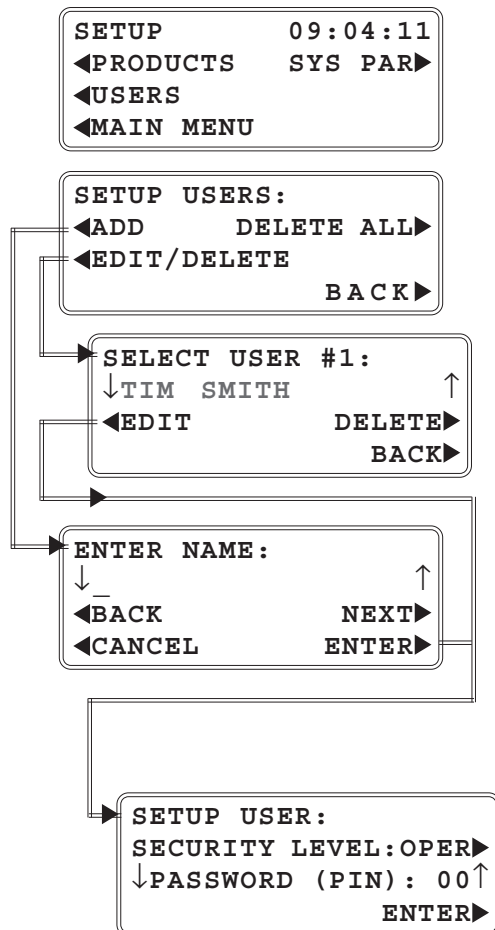 SETUP 09:04:11
◀PRODUCTS SYS PAR▶
◀USERS
◀MAIN MENU
SETUP USERS:
◀ADD DELETE ALL▶
◀EDIT/DELETE
BACK▶
SELECT USER #1:
↓TIM SMITH ↑
◀EDIT DELETE▶
BACK▶
ENTER NAME:
↓_ ↑
◀BACK NEXT▶
◀CANCEL ENTER▶
SETUP USER:
SECURITY LEVEL:OPER▶
↓PASSWORD (PIN): 00↑
ENTER▶